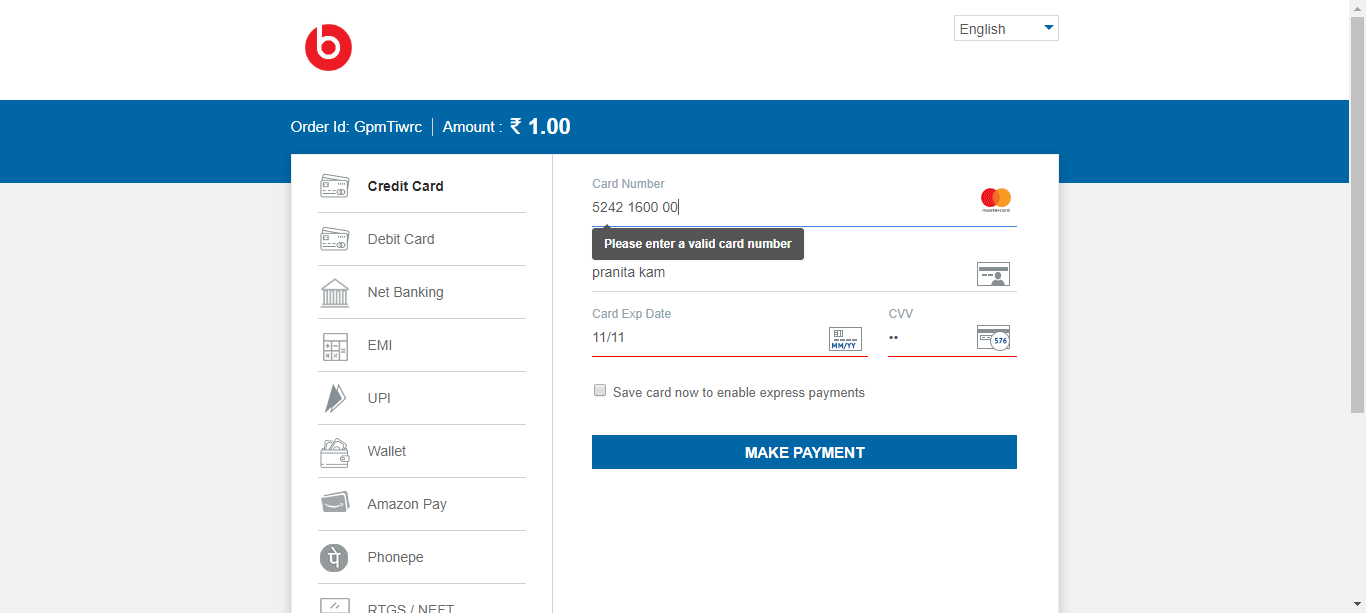 b
English
Order Id: GpmTiwrc | Amount : ₹ 1.00
Credit Card
Debit Card
Net Banking
EMI
UPI
Wallet
Amazon Pay
पे
Phonepe
RTGS / NEFT
Card Number
5242 1600 00
mastercard
Please enter a valid card number
pranita kam
Card Exp Date
11/11
MM/YY
CVV
••
576
Save card now to enable express payments
MAKE PAYMENT